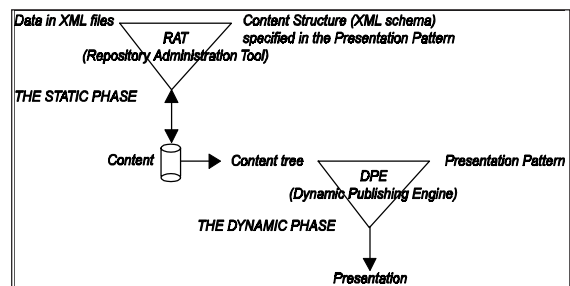 Data in XML files
RAT
(Repository Administration Tool)
Content Structure (XML schema)
specified in the Presentation Pattern
THE STATIC PHASE
Content
Content tree
DPE
(Dynamic Publishing Engine)
Presentation Pattern
THE DYNAMIC PHASE
Presentation